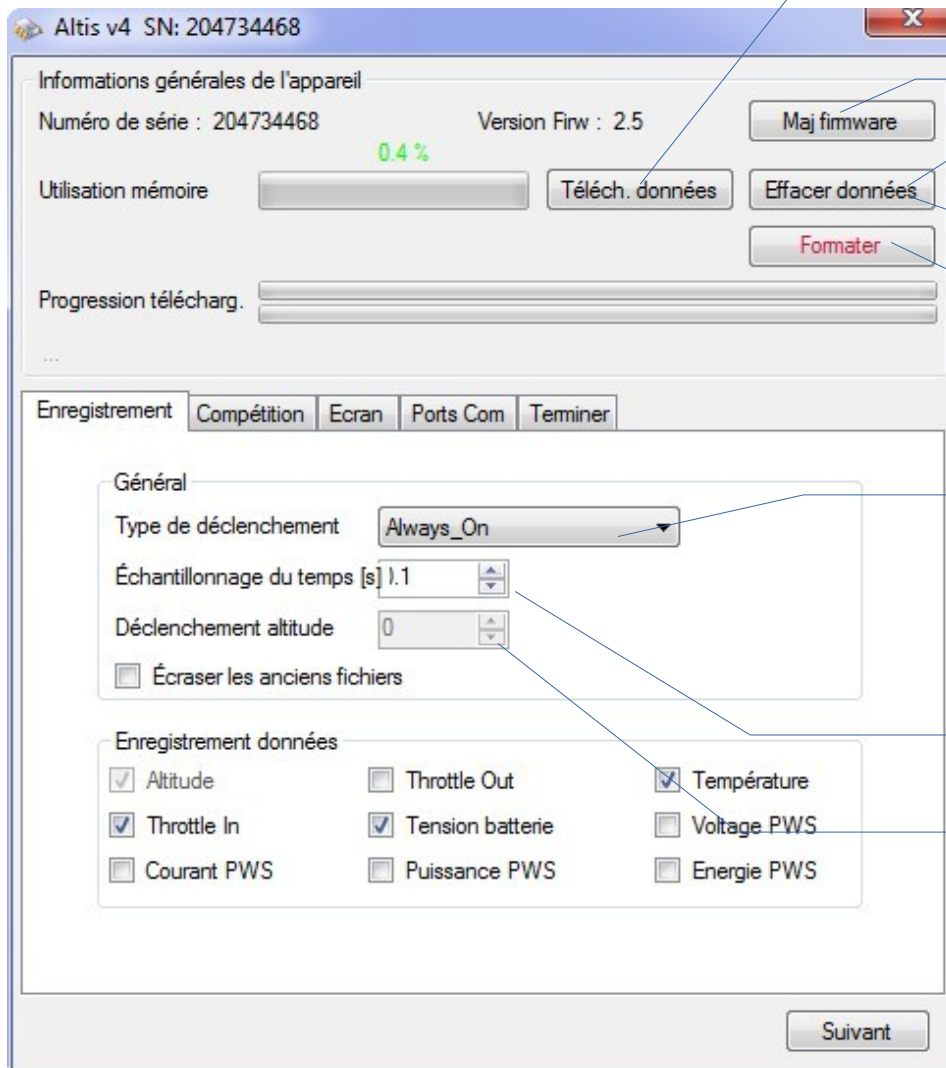 Altis v4 SN: 204734468
x
Informations générales de l'appareil
Numéro de série : 204734468 Version Firw : 2.5 Maj firmware
0.4 %
Utilisation mémoire Téléch. données Effacer données
Formater
Progression télécharg.
...
Enregistrement Compétition Ecran Ports Com Terminer
Général
Type de déclenchement Always_On
Échantillonnage du temps [s] 0.1
Déclenchement altitude 0
Écraser les anciens fichiers
Enregistrement données
Altitude Throttle Out Température
Throttle In Tension batterie Voltage PWS
Courant PWS Puissance PWS Energie PWS
Suivant